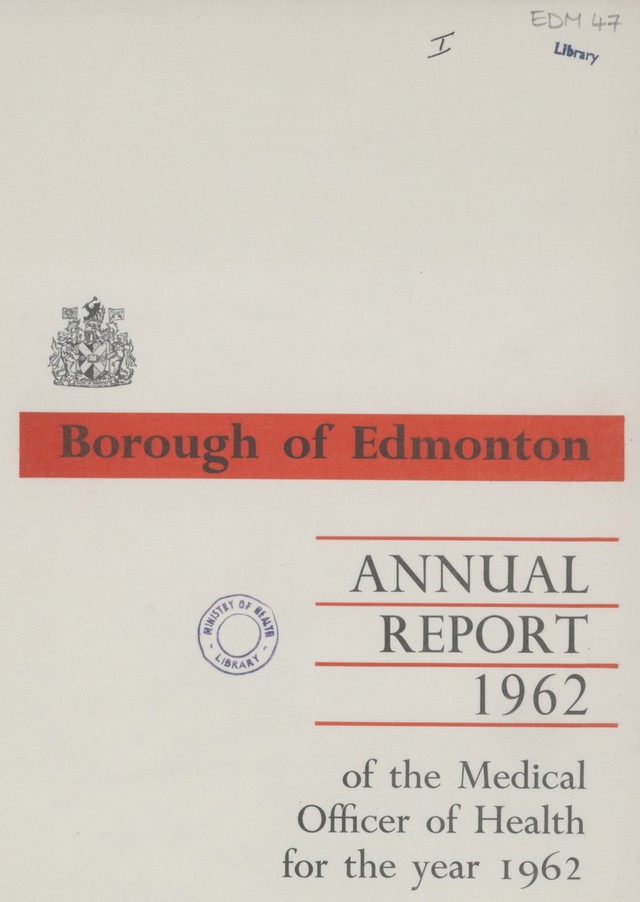 EDM 47
I
Library
Borough of Edmonton
ANNUAL
REPORT
1962
MINISTRY OF HEALTH
LIBRARY
of the Medical
Officer of Health
for the year 1962